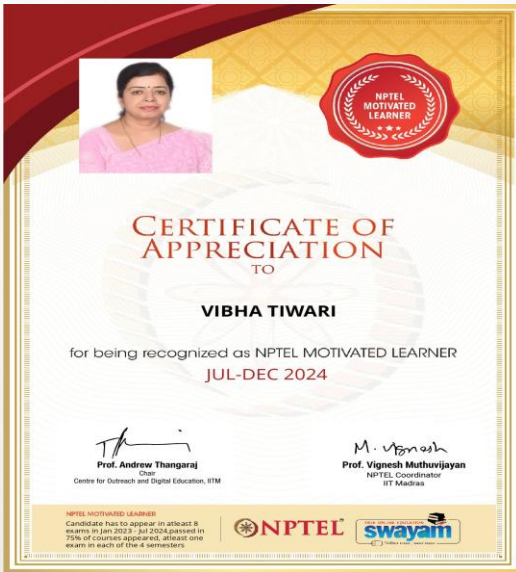 NPTEL
MOTIVATED
LEARNER
CERTIFICATE OF
APPRECIATION
TO
VIBHA TIWARI
for being recognized as NPTEL MOTIVATED LEARNER
JUL-DEC 2024
Prof. Andrew Thangaraj
Chair
Centre for Outreach and Digital Education, IITM
M. Vignesh
Prof. Vignesh Muthuvijayan
NPTEL Coordinator
IIT Madras
NPTEL MOTIVATED LEARNER
Candidate has to appear in atleast 8
exams in Jan 2023 - Jul 2024,passed in
75% of courses appeared, atleast one
exam in each of the 4 semesters
NPTEL
swayam